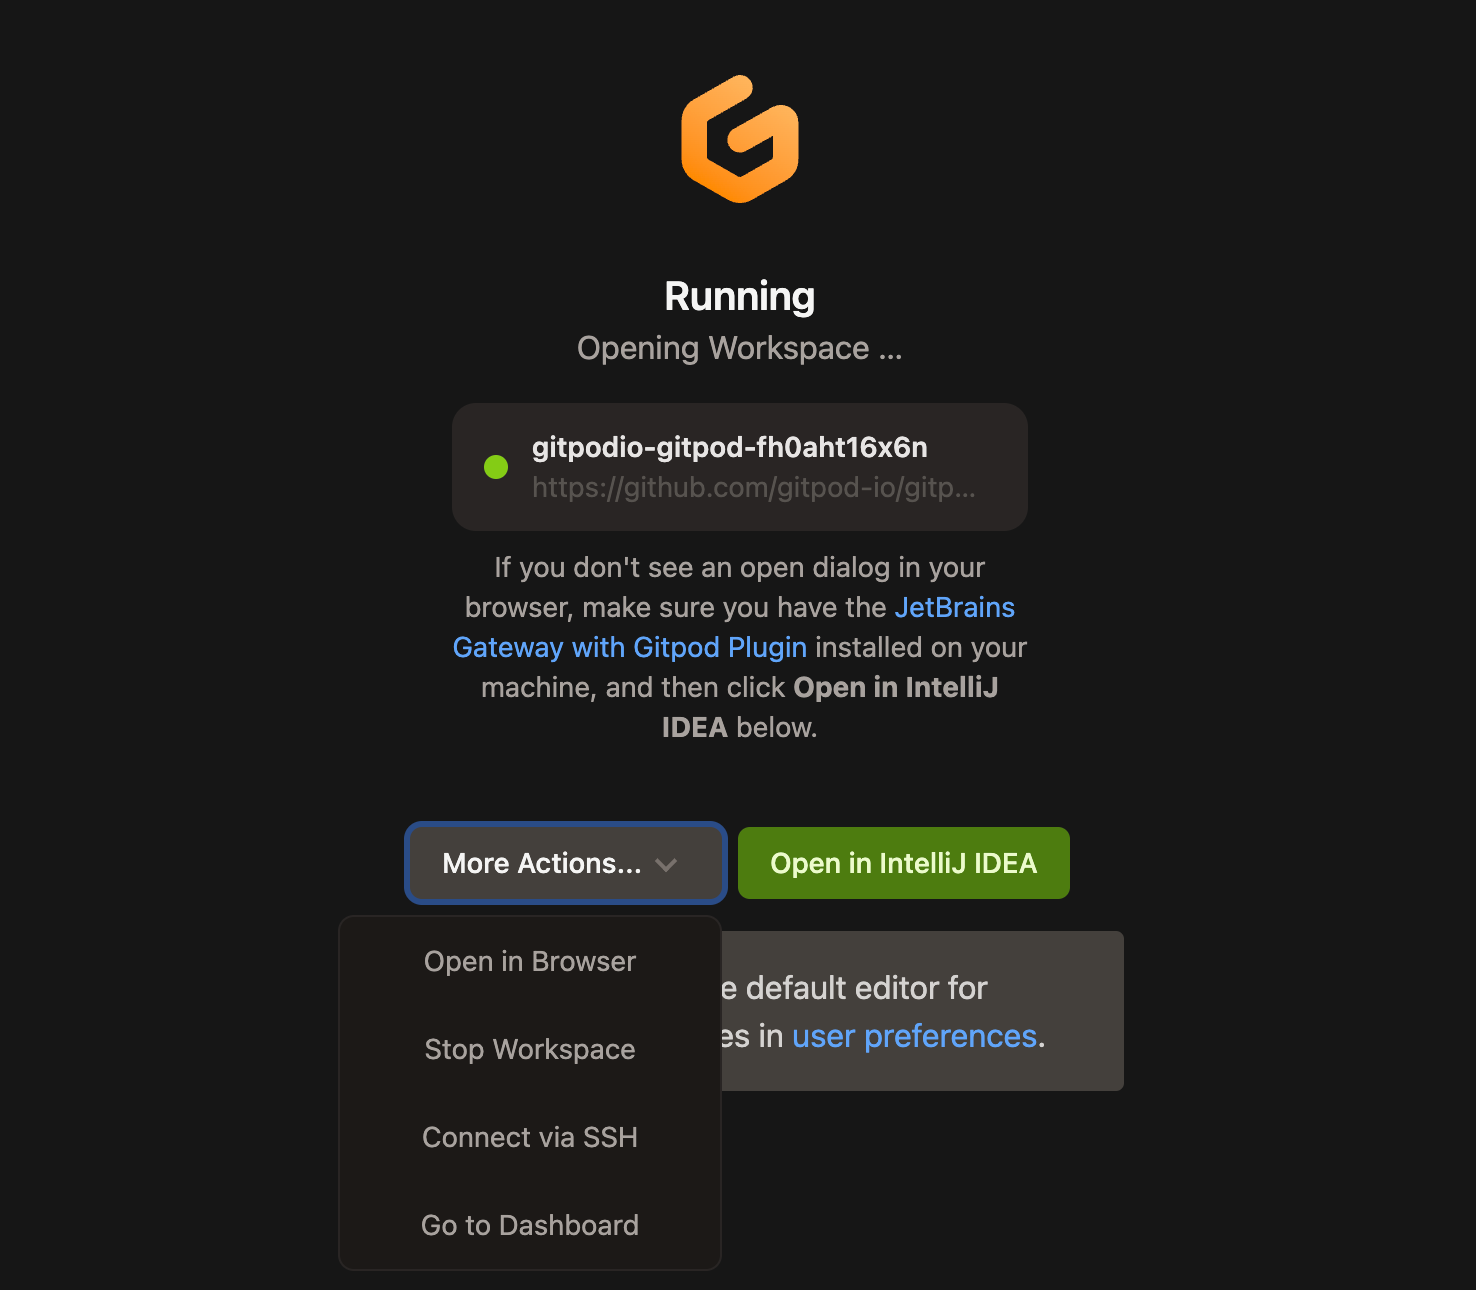 Running
Opening Workspace ...
gitpodio-gitpod-fh0aht16x6n
https://github.com/gitpod-io/gitp...
If you don't see an open dialog in your
browser, make sure you have the JetBrains
Gateway with Gitpod Plugin installed on your
machine, and then click Open in IntelliJ
IDEA below.
More Actions...
Open in IntelliJ IDEA
Open in Browser
Stop Workspace
Connect via SSH
Go to Dashboard
e default editor for
es in user preferences.